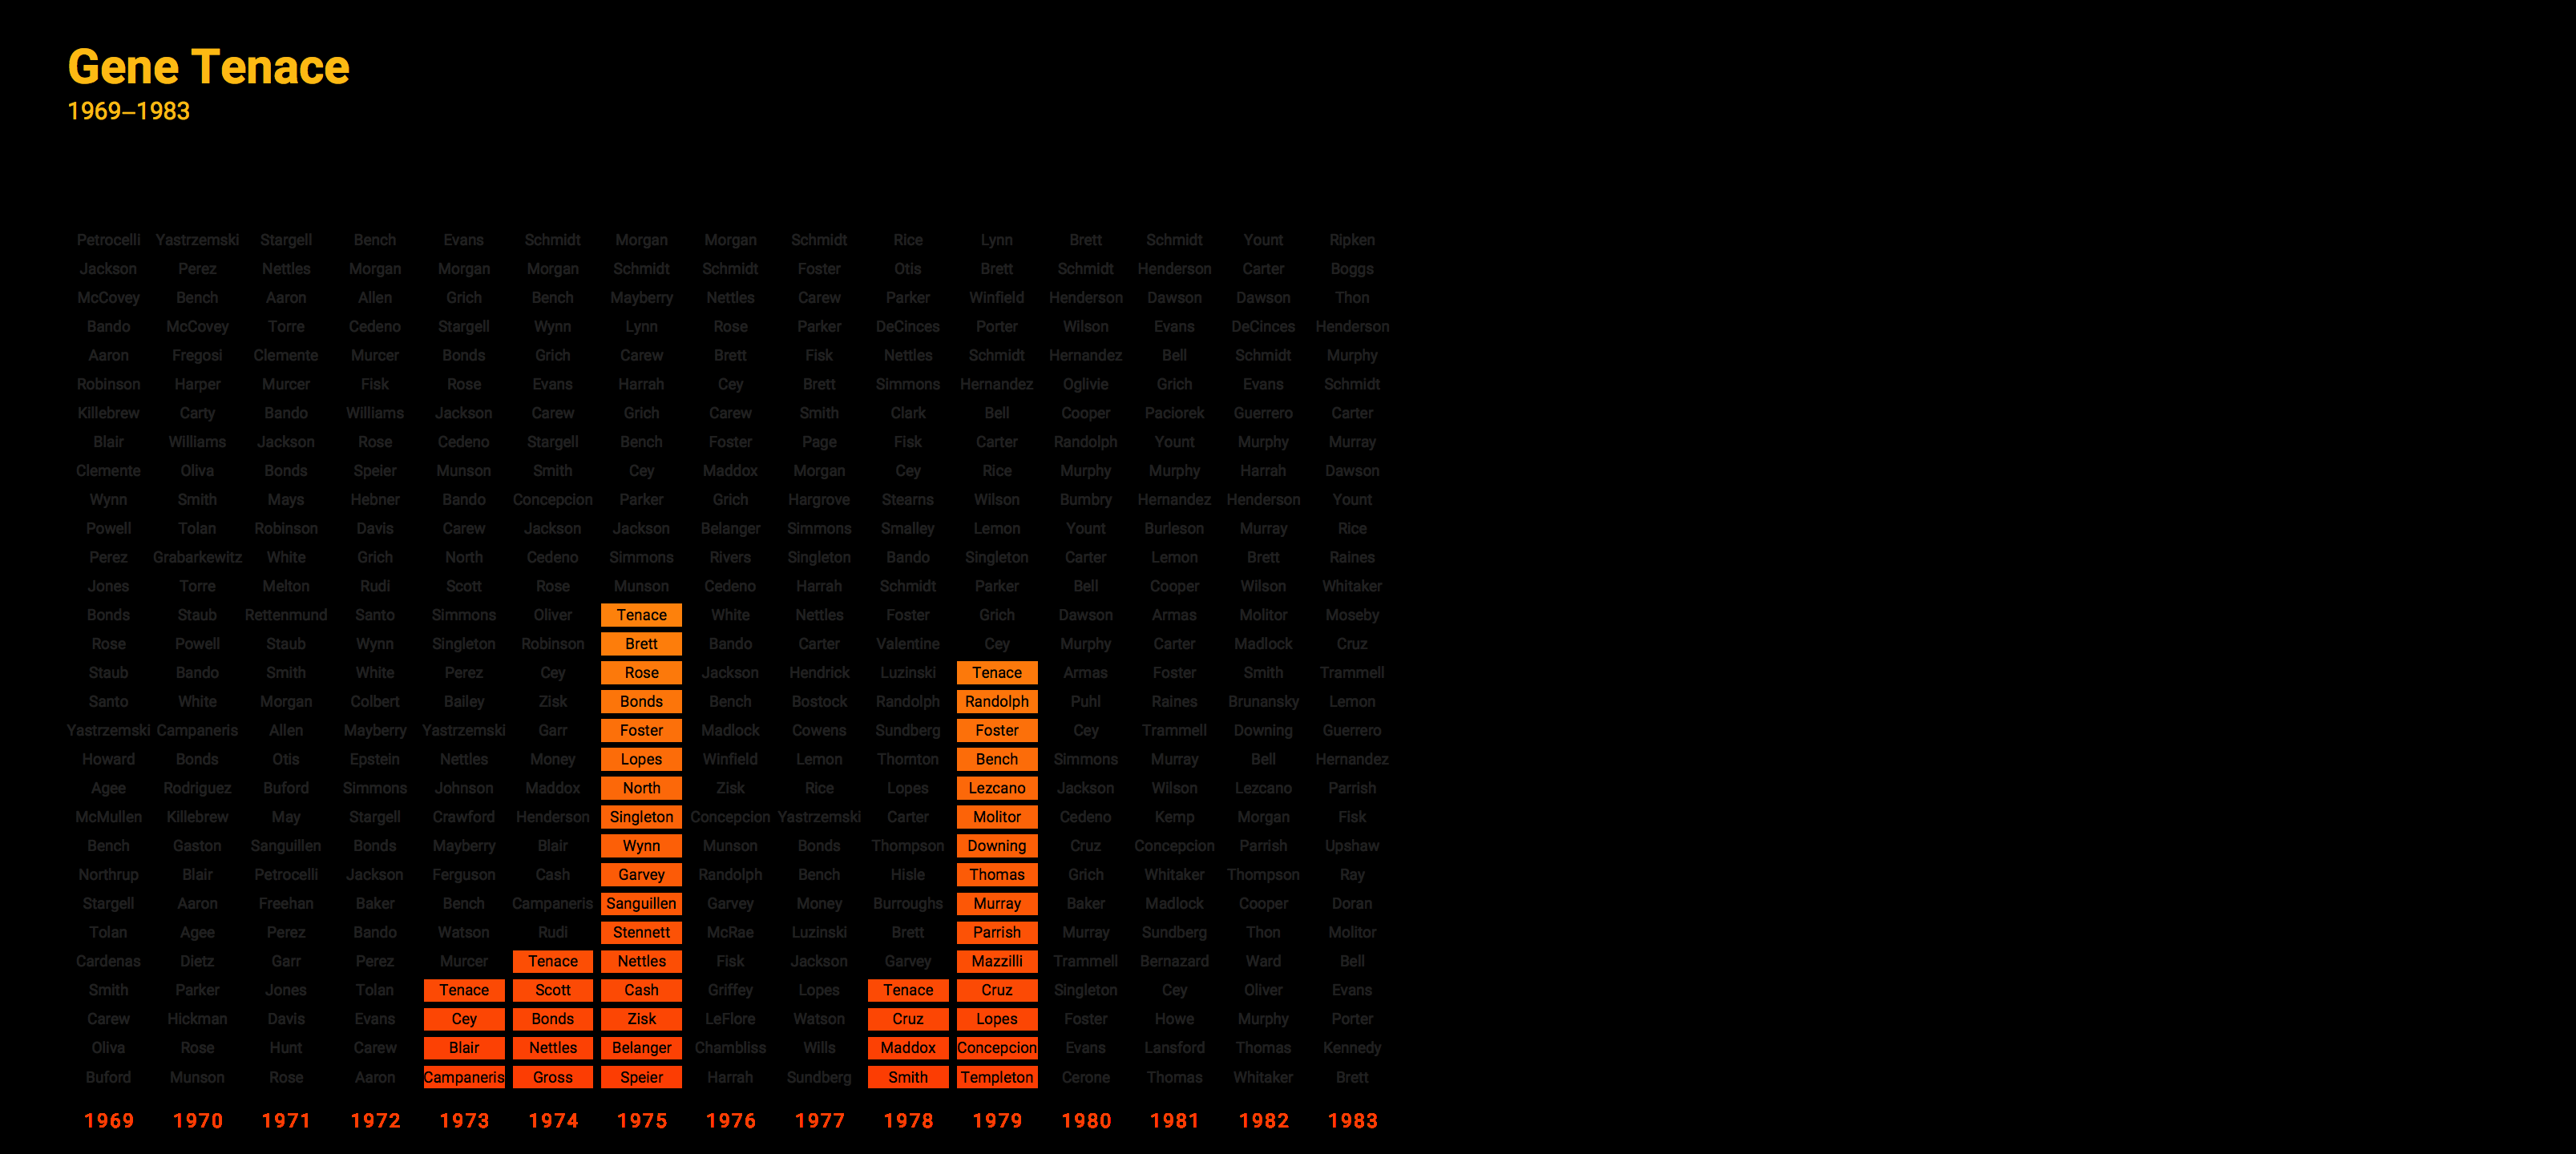 Gene Tenace
1969–1983
Petrocelli Yastrzemski Stargell Bench Evans Schmidt Morgan Morgan Schmidt Rice Lynn Brett Schmidt Yount Ripken
Jackson Perez Nettles Morgan Morgan Morgan Schmidt Schmidt Foster Otis Brett Schmidt Henderson Carter Boggs
McCovey Bench Aaron Allen Grich Bench Mayberry Nettles Carew Parker Winfield Henderson Dawson Dawson Thon
Bando McCovey Torre Cedeno Stargell Wynn Lynn Rose Parker DeCinces Porter Wilson Evans DeCinces Henderson
Aaron Fregosi Clemente Murcer Bonds Grich Carew Brett Fisk Nettles Schmidt Hernandez Bell Schmidt Murphy
Robinson Harper Murcer Fisk Rose Evans Harrah Cey Brett Simmons Hernandez Oglivie Grich Evans Schmidt
Killebrew Carty Bando Williams Jackson Carew Grich Carew Smith Clark Bell Cooper Paciorek Guerrero Carter
Blair Williams Jackson Rose Cedeno Stargell Bench Foster Page Fisk Carter Randolph Yount Murphy Murray
Clemente Oliva Bonds Speier Munson Smith Cey Maddox Morgan Cey Rice Murphy Murphy Harrah Dawson
Wynn Smith Mays Hebner Bando Concepcion Parker Grich Hargrove Stearns Wilson Bumbry Hernandez Henderson Yount
Powell Tolan Robinson Davis Carew Jackson Jackson Belanger Simmons Smalley Lemon Yount Burleson Murray Rice
Perez Grabarkewitz White Grich North Cedeno Simmons Rivers Singleton Bando Singleton Carter Lemon Brett Raines
Jones Torre Melton Rudi Scott Rose Munson Cedeno Harrah Schmidt Parker Bell Cooper Wilson Whitaker
Bonds Staub Rettenmund Santo Simmons Oliver Tenace White Nettles Foster Grich Dawson Armas Molitor Moseby
Rose Powell Staub Wynn Singleton Robinson Brett Bando Carter Valentine Cey Murphy Carter Madlock Cruz
Staub Bando Smith White Perez Cey Rose Jackson Hendrick Luzinski Tenace Armas Foster Smith Trammell
Santo White Morgan Colbert Bailey Zisk Bonds Bench Bostock Randolph Randolph Puhl Raines Brunansky Lemon
Yastrzemski Campaneris Allen Mayberry Yastrzemski Garr Foster Madlock Cowens Sundberg Foster Cey Trammell Downing Guerrero
Howard Bonds Otis Epstein Nettles Money Lopes Winfield Lemon Thornton Bench Simmons Murray Bell Hernandez
Agee Rodriguez Buford Simmons Johnson Maddox North Zisk Rice Lopes Lezcano Jackson Wilson Lezcano Parrish
McMullen Killebrew May Stargell Crawford Henderson Singleton Concepcion Yastrzemski Carter Molitor Cedeno Kemp Morgan Fisk
Bench Gaston Sanguillen Bonds Mayberry Blair Wynn Munson Bonds Thompson Downing Cruz Concepcion Parrish Upshaw
Northrup Blair Petrocelli Jackson Ferguson Cash Garvey Randolph Bench Hisle Thomas Grich Whitaker Thompson Ray
Stargell Aaron Freehan Baker Bench Campaneris Sanguillen Garvey Money Burroughs Murray Baker Madlock Cooper Doran
Tolan Agee Perez Bando Watson Rudi Stennett McRae Luzinski Brett Parrish Murray Sundberg Thon Molitor
Cardenas Dietz Garr Perez Murcer Tenace Nettles Fisk Jackson Garvey Mazzilli Trammell Bernazard Ward Bell
Smith Parker Jones Tolan Tenace Scott Cash Griffey Lopes Tenace Cruz Singleton Cey Oliver Evans
Carew Hickman Davis Evans Cey Bonds Zisk LeFlore Watson Cruz Lopes Foster Howe Murphy Porter
Oliva Rose Hunt Carew Blair Nettles Belanger Chambliss Wills Maddox Concepcion Evans Lansford Thomas Kennedy
Buford Munson Rose Aaron Campaneris Gross Speier Harrah Sundberg Smith Templeton Cerone Thomas Whitaker Brett
1969 1970 1971 1972 1973 1974 1975 1976 1977 1978 1979 1980 1981 1982 1983